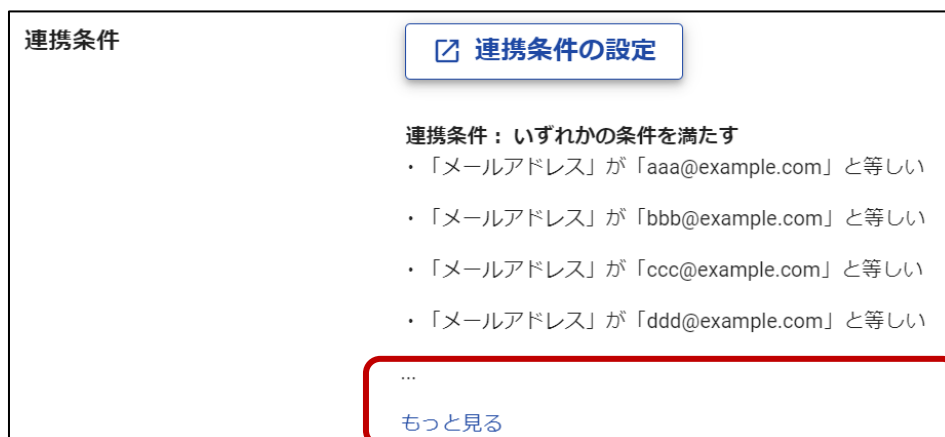 連携条件
連携条件の設定
連携条件： いずれかの条件を満たす
・「メールアドレス」が「aaa@example.com」と等しい
・「メールアドレス」が「bbb@example.com」と等しい
・「メールアドレス」が「ccc@example.com」と等しい
・「メールアドレス」が「ddd@example.com」と等しい
...
もっと見る